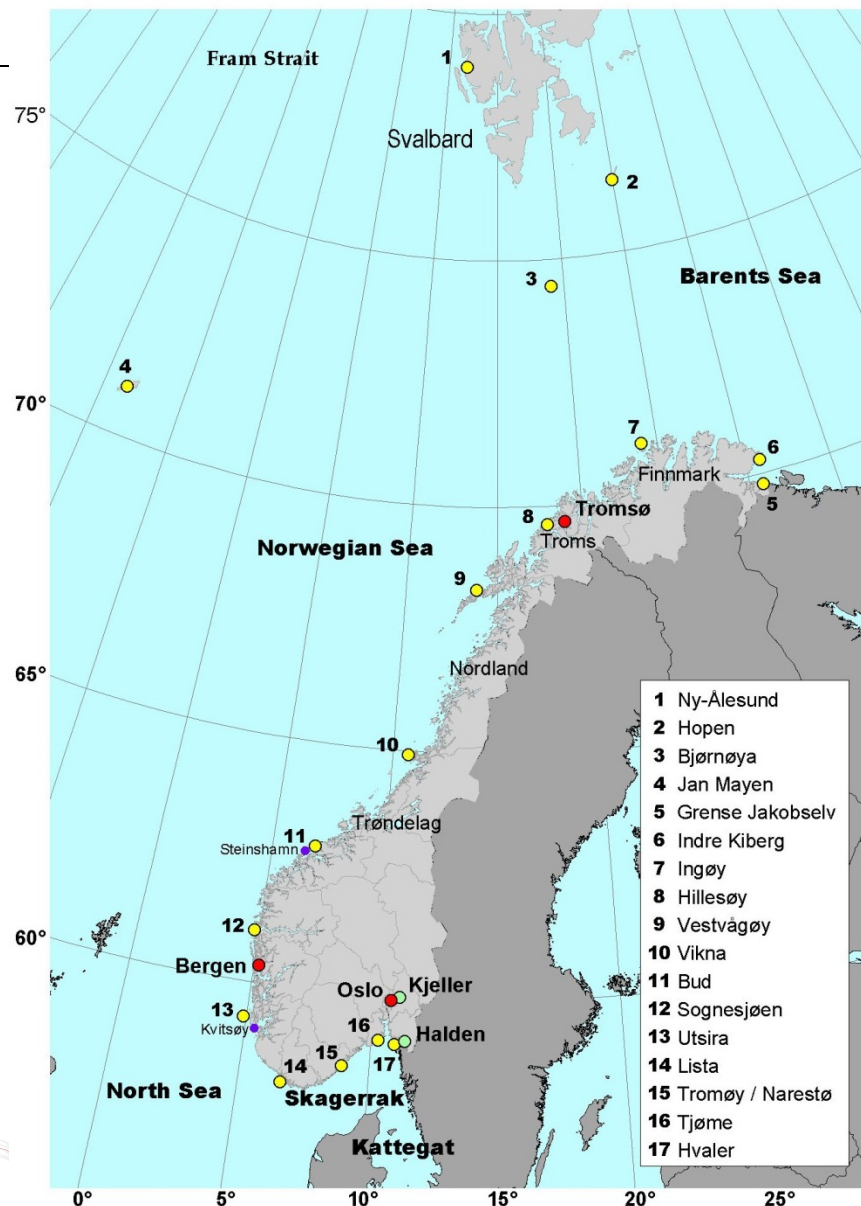 Fram Strait
1
75°
Svalbard
2
3
Barents Sea
4
70°
7
6
Finnmark
5
8
Tromsø
Troms
Norwegian Sea
9
65°
Nordland
10
Trøndelag
11
Steinshamn
12
60°
Bergen
Oslo
Kjeller
13
Kvitsøy
16
Halden
17
15
14
North Sea
Skagerrak
Kattegat
1 Ny-Ålesund
2 Hopen
3 Bjørnøya
4 Jan Mayen
5 Grense Jakobselv
6 Indre Kiberg
7 Ingøy
8 Hillesøy
9 Vestvågøy
10 Vikna
11 Bud
12 Sognesjøen
13 Utsira
14 Lista
15 Tromøy / Narestø
16 Tjøme
17 Hvaler
0° 5° 10° 15° 20° 25°